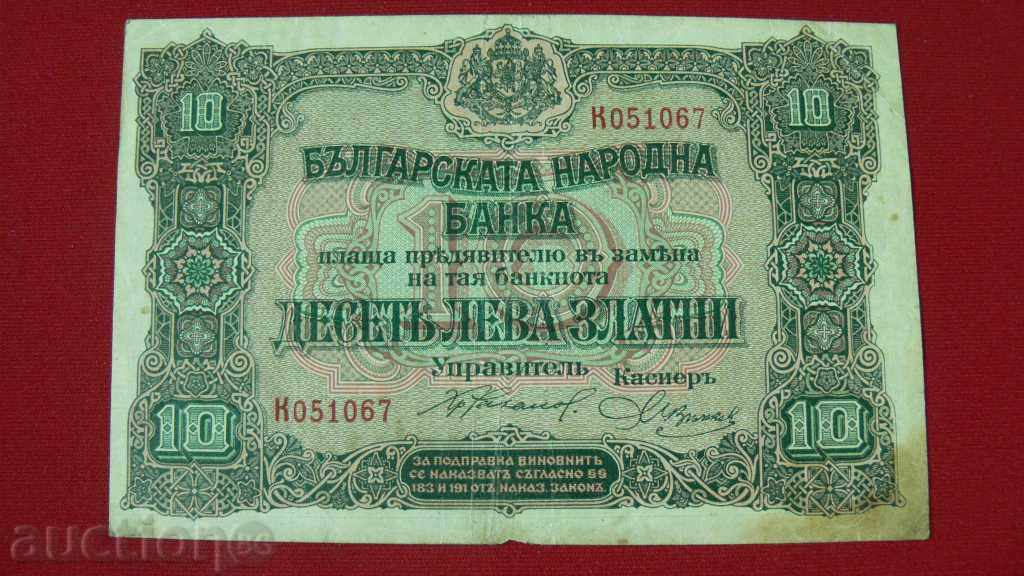 10 10
К051067
БЪЛГАРСКАТА НАРОДНА
БАНКА
плаща прѣдявителю въ замѣна
на тая банкнота
ДЕСЕТЬ ЛЕВА ЗЛАТНИ
Управитель Касиеръ
К051067
10 10
ЗА ПОДПРАВКА ВИНОВНИТѢ
СЕ НАКАЗВАТЪ СЪГЛАСНО §§
183 И 191 ОТЪ НАКАЗ. ЗАКОНЪ.
auction